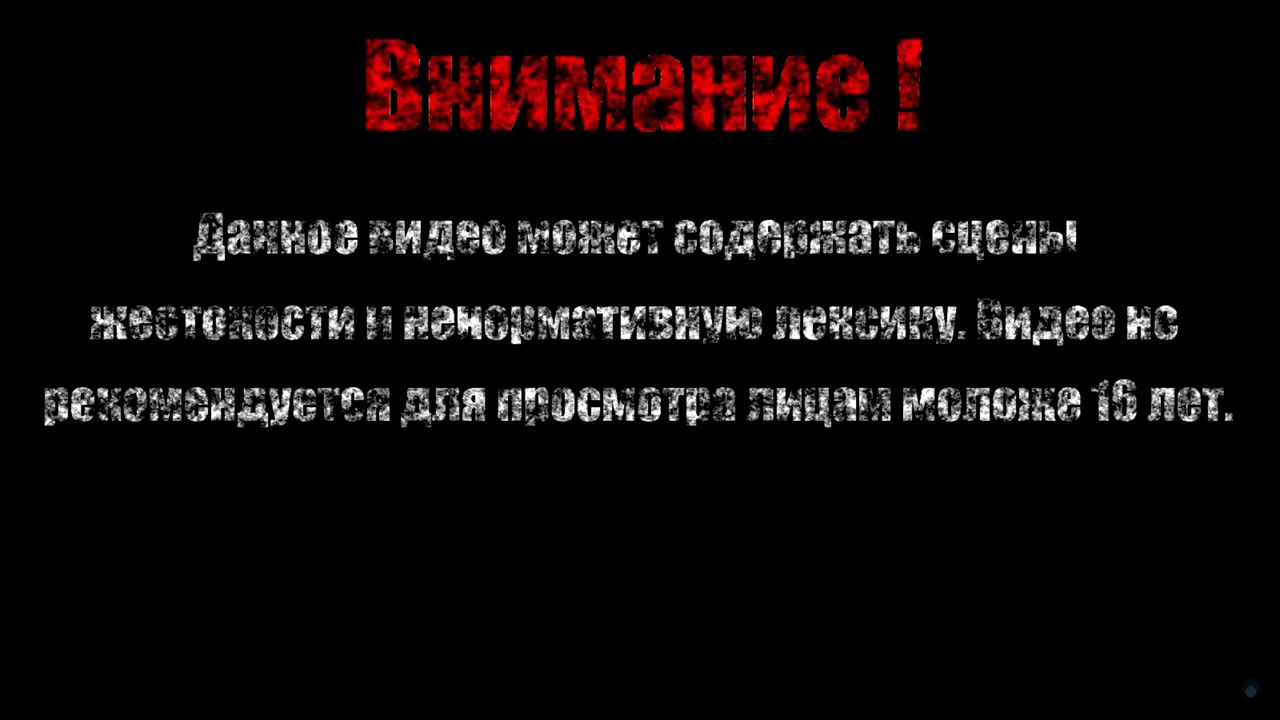 Внимание !
Данное видео может содержать сцены
жестокости и ненормативную лексику. Видео не
рекомендуется для просмотра лицам моложе 16 лет.